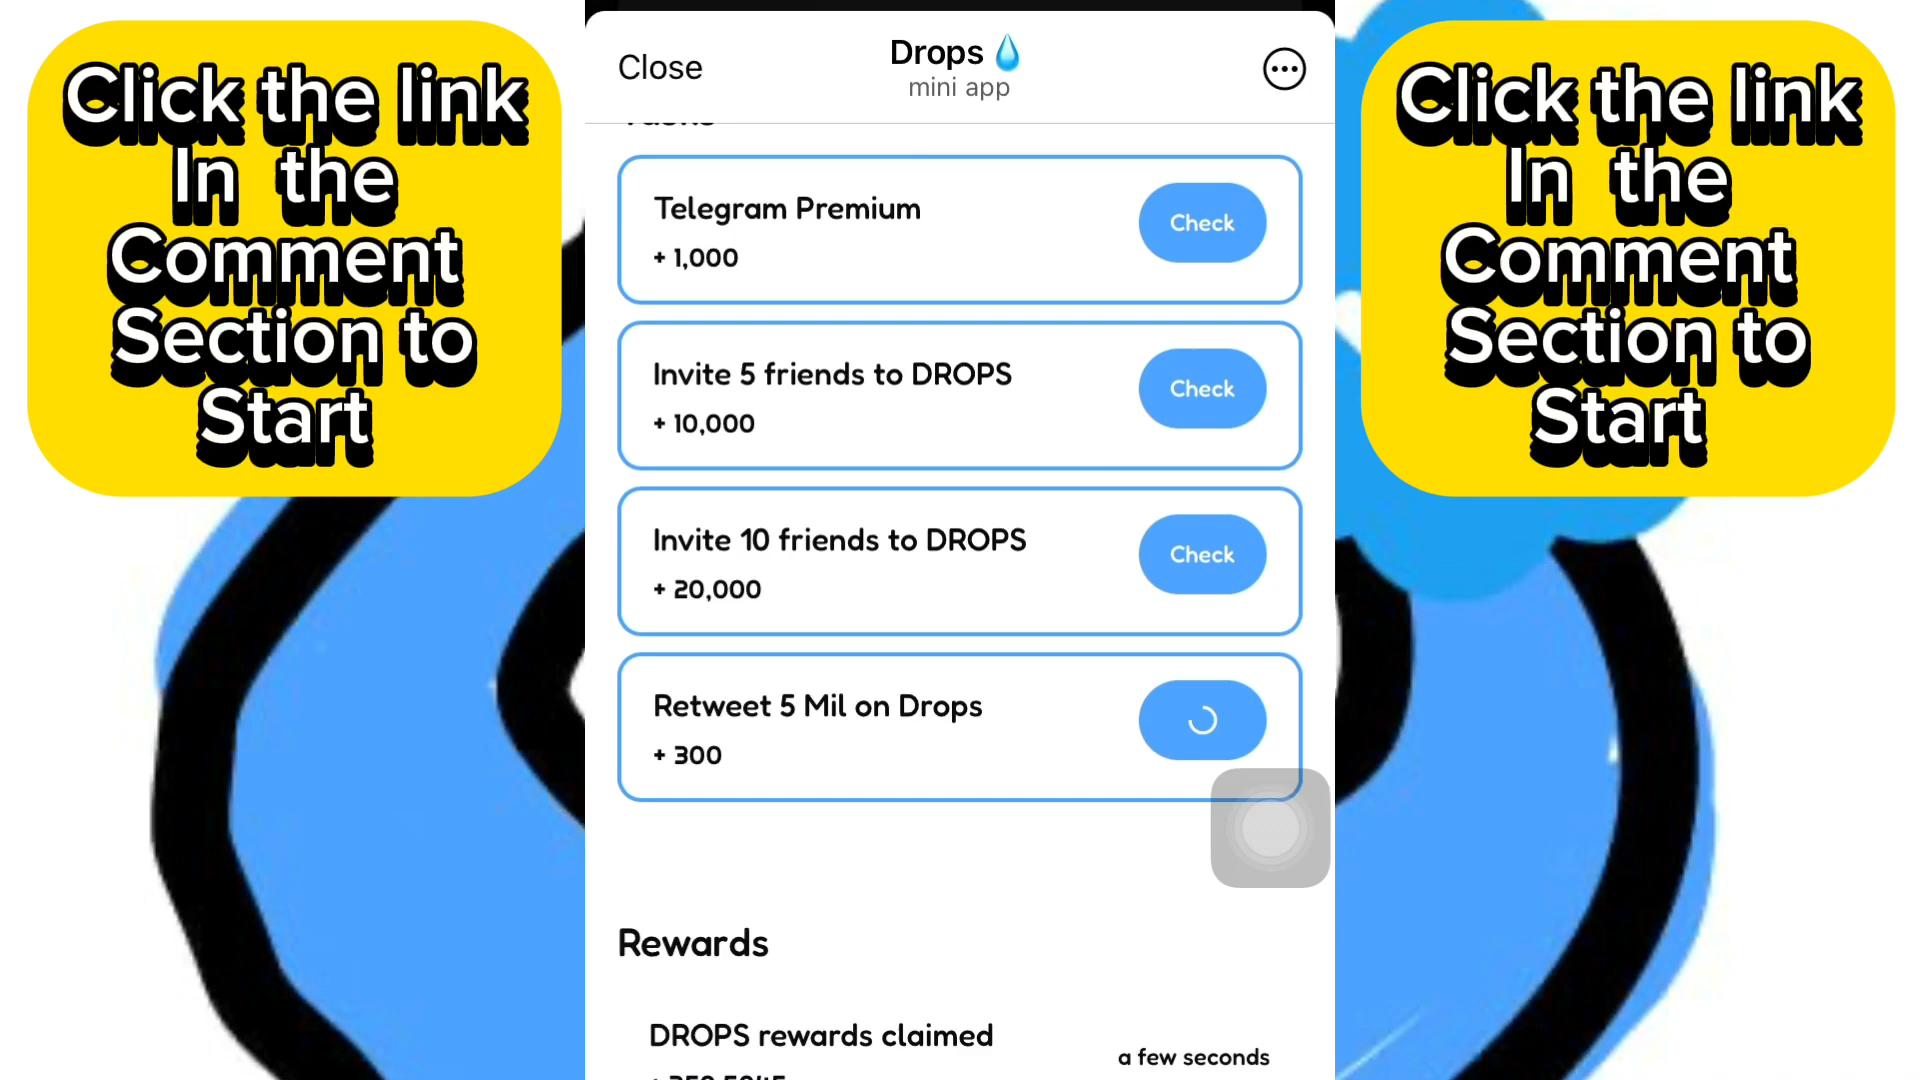 Click the link
In the
Comment
Section to
Start
Close
Drops
mini app
Tasks
Telegram Premium
+ 1,000
Check
Invite 5 friends to DROPS
+ 10,000
Check
Invite 10 friends to DROPS
+ 20,000
Check
Retweet 5 Mil on Drops
+ 300
Rewards
DROPS rewards claimed
a few seconds
Click the link
In the
Comment
Section to
Start